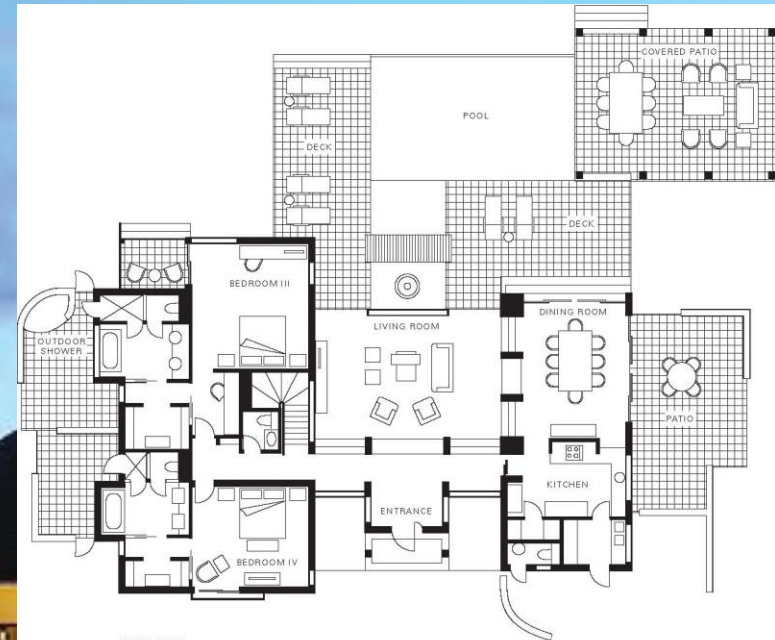 COVERED PATIO
POOL
DECK
DECK
BEDROOM III
LIVING ROOM
DINING ROOM
OUTDOOR
SHOWER
PATIO
KITCHEN
ENTRANCE
BEDROOM IV